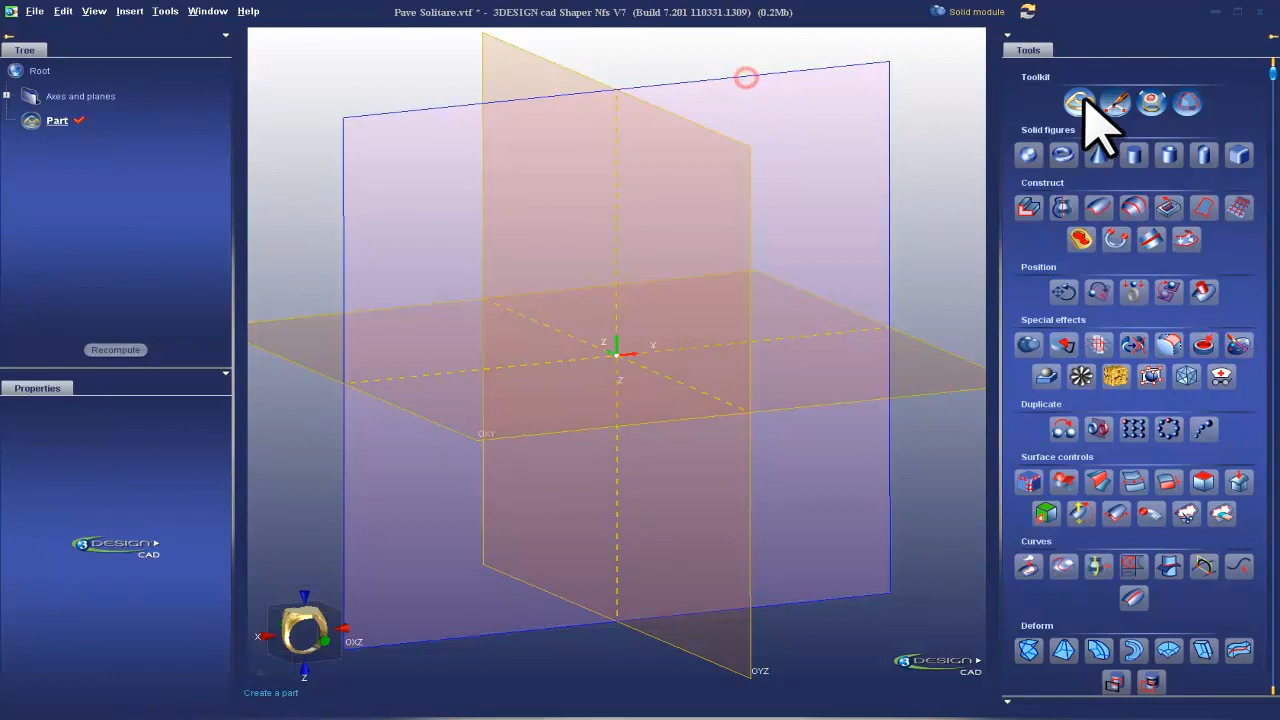 File Edit View Insert Tools Window Help
Pave Solitare.vtf * - 3DESIGN cad Shaper Nfs V7 (Build 7.201 110331.1309) (0.2Mb)
Solid module
Tree
Root
Axes and planes
Part
Recompute
Properties
3DESIGN
CAD
Z
Y
Z
OXY
OXZ
OYZ
X
Z
3DESIGN
CAD
Create a part
Tools
Toolkit
Solid figures
Construct
Position
Special effects
Duplicate
Surface controls
Curves
Deform